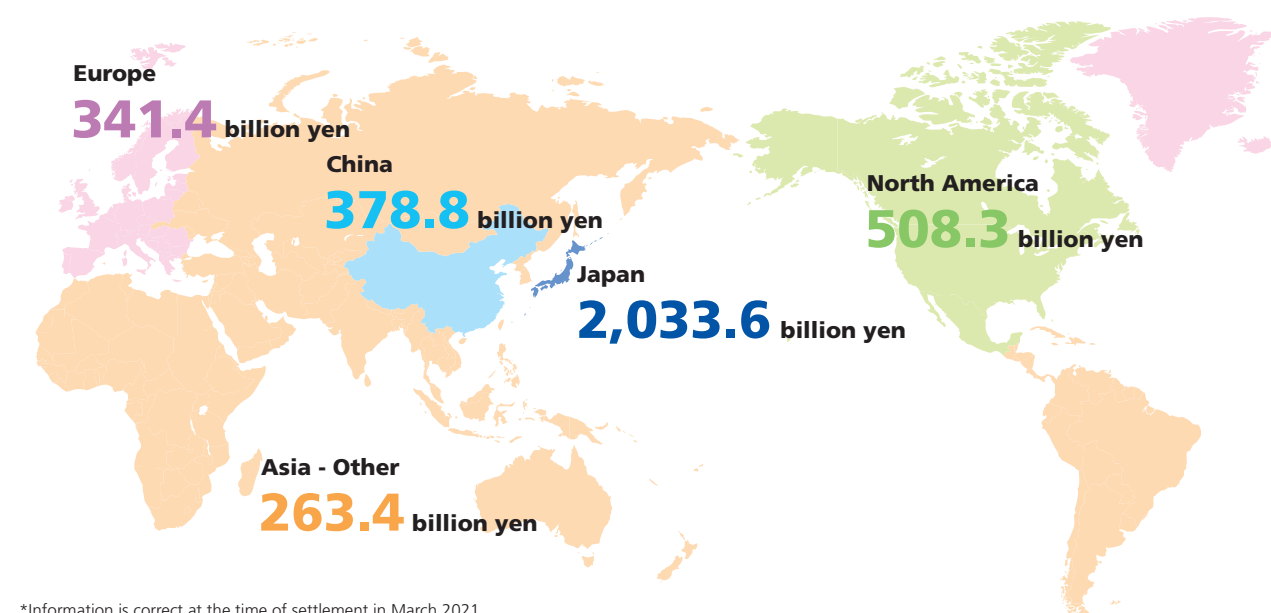 Europe
341.4 billion yen
China
378.8 billion yen
North America
508.3 billion yen
Japan
2,033.6 billion yen
Asia - Other
263.4 billion yen
*Information is correct at the time of settlement in March 2021